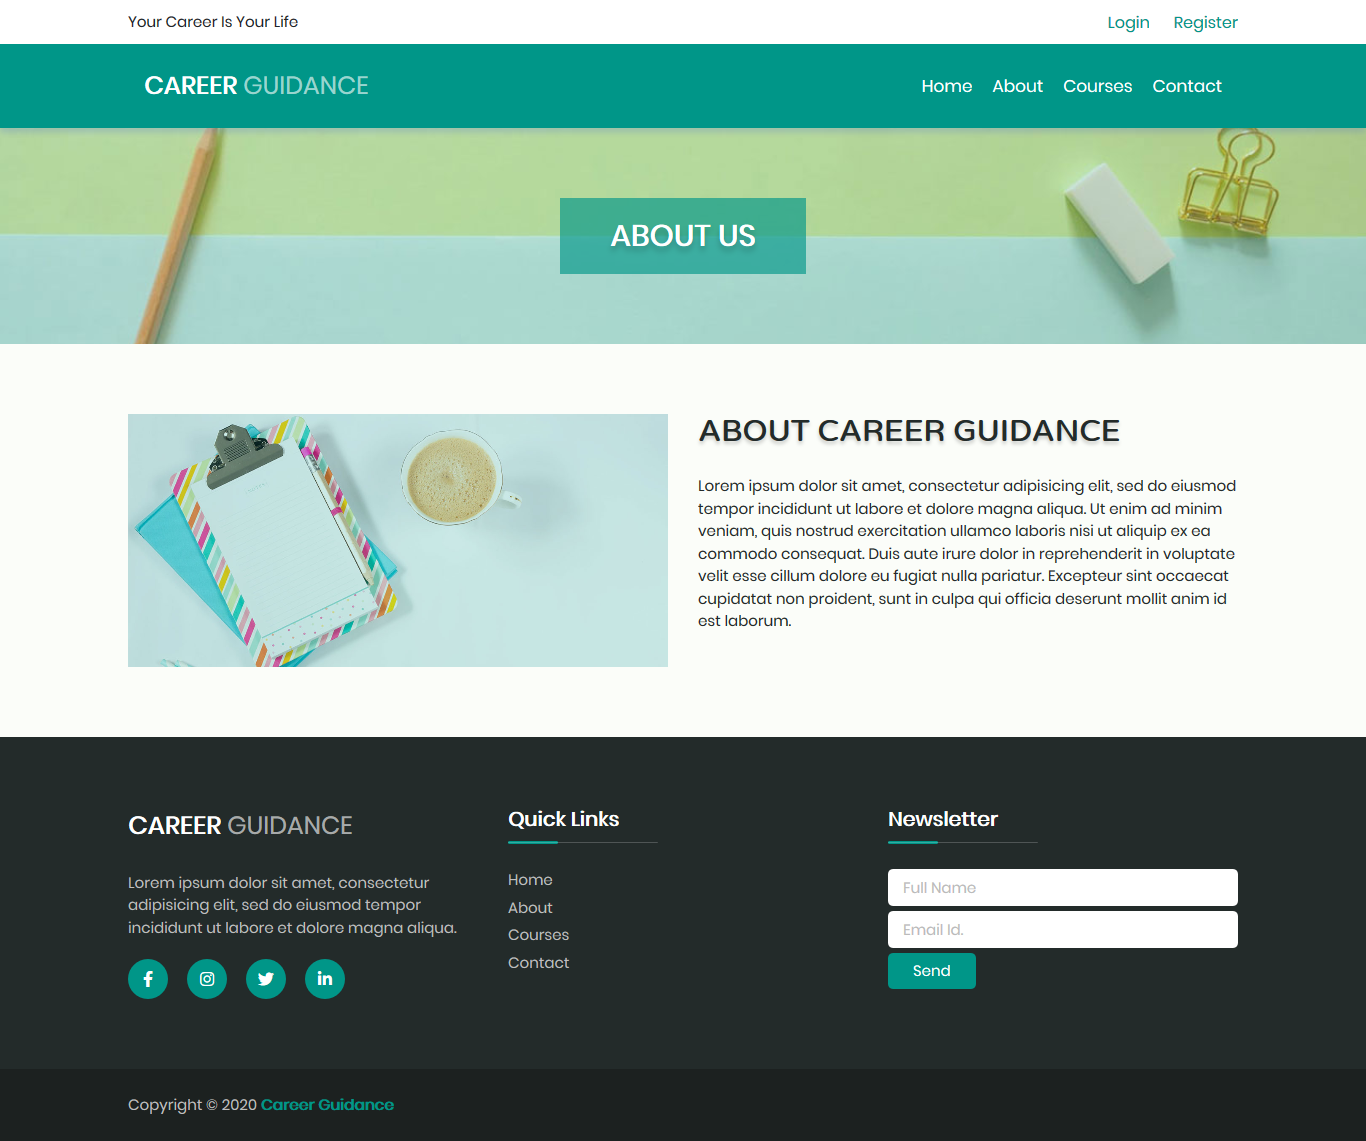 Your Career Is Your Life
Login Register
CAREER GUIDANCE
Home About Courses Contact
ABOUT US
ABOUT CAREER GUIDANCE
Lorem ipsum dolor sit amet, consectetur adipisicing elit, sed do eiusmod
tempor incididunt ut labore et dolore magna aliqua. Ut enim ad minim
veniam, quis nostrud exercitation ullamco laboris nisi ut aliquip ex ea
commodo consequat. Duis aute irure dolor in reprehenderit in voluptate
velit esse cillum dolore eu fugiat nulla pariatur. Excepteur sint occaecat
cupidatat non proident, sunt in culpa qui officia deserunt mollit anim id
est laborum.
CAREER GUIDANCE
Lorem ipsum dolor sit amet, consectetur
adipisicing elit, sed do eiusmod tempor
incididunt ut labore et dolore magna aliqua.
Quick Links
Home
About
Courses
Contact
Newsletter
Full Name
Email Id.
Send
Copyright © 2020 Career Guidance